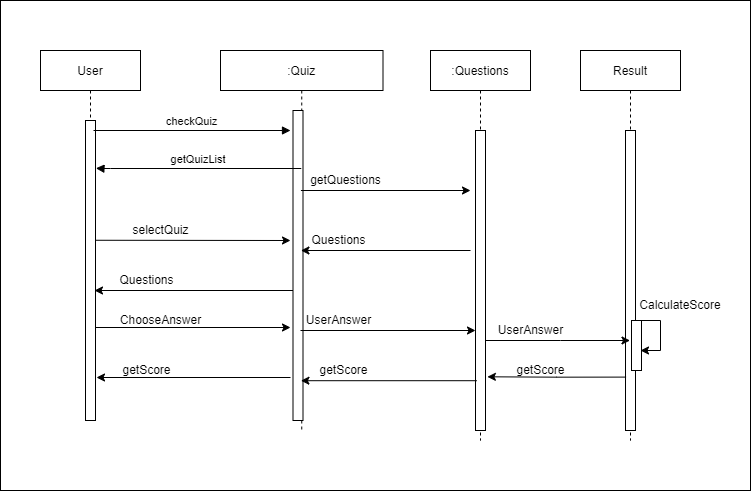 User
:Quiz
:Questions
Result
checkQuiz
getQuizList
getQuestions
selectQuiz
Questions
Questions
CalculateScore
ChooseAnswer
UserAnswer
UserAnswer
getScore
getScore
getScore